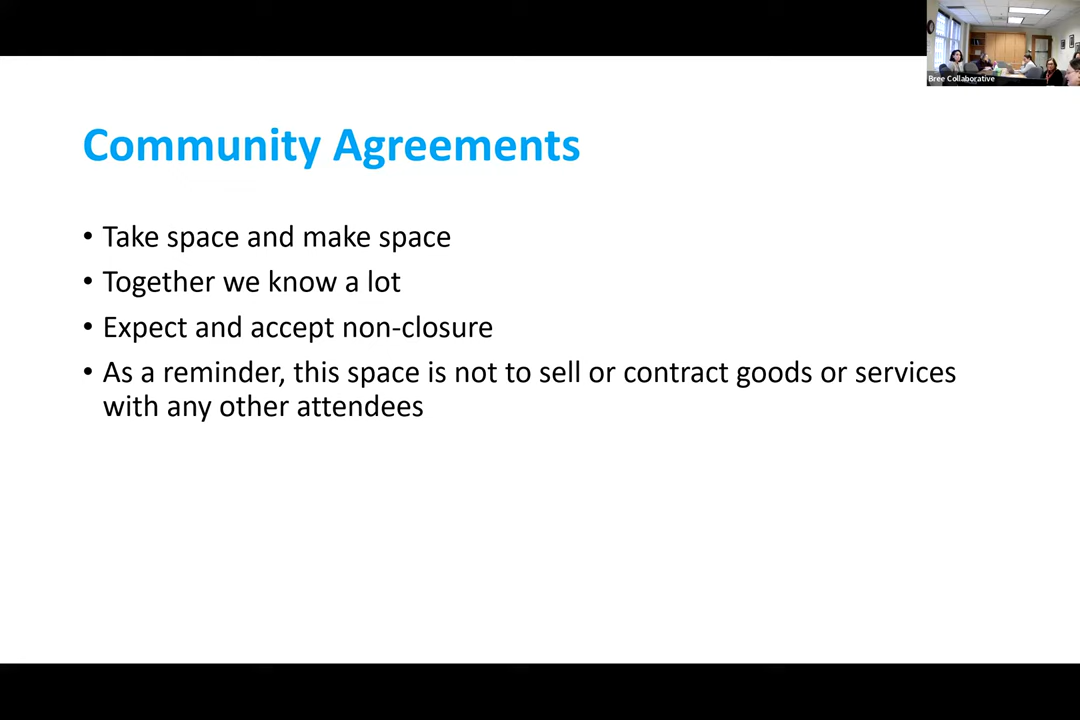 Bree Collaborative
Community Agreements
• Take space and make space
• Together we know a lot
• Expect and accept non-closure
• As a reminder, this space is not to sell or contract goods or services
with any other attendees